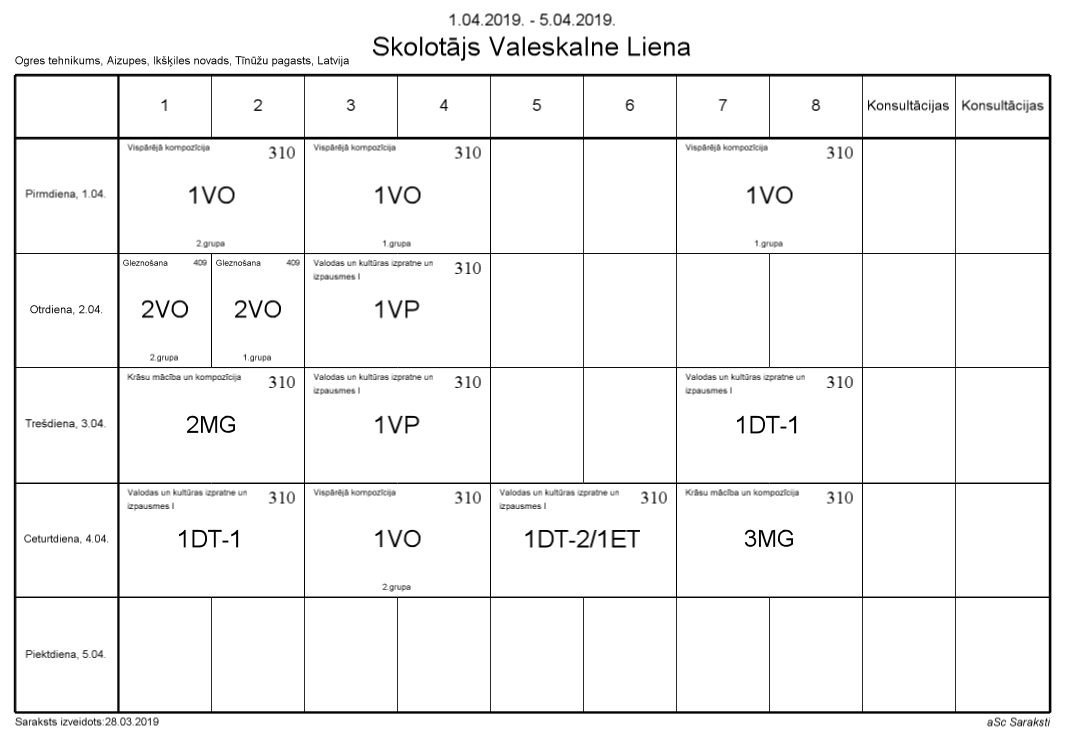 1.04.2019. - 5.04.2019.
Skolotājs Valeskalne Liena
Ogres tehnikums, Aizupes, Ikšķiles novads, Tīnūžu pagasts, Latvija
1 2 3 4 5 6 7 8 Konsultācijas Konsultācijas
Pirmdiena, 1.04.
Vispārējā kompozīcija 310
1VO
2.grupa
Vispārējā kompozīcija 310
1VO
1.grupa
Vispārējā kompozīcija 310
1VO
1.grupa
Otrdiena, 2.04.
Gleznošana 409
2VO
2.grupa
Gleznošana 409
2VO
1.grupa
Valodas un kultūras izpratne un 310
izpausmes I
1VP
Trešdiena, 3.04.
Krāsu mācība un kompozīcija 310
2MG
Valodas un kultūras izpratne un 310
izpausmes I
1VP
Valodas un kultūras izpratne un 310
izpausmes I
1DT-1
Ceturtdiena, 4.04.
Valodas un kultūras izpratne un 310
izpausmes I
1DT-1
Vispārējā kompozīcija 310
1VO
2.grupa
Valodas un kultūras izpratne un 310
izpausmes I
1DT-2/1ET
Krāsu mācība un kompozīcija 310
3MG
Piektdiena, 5.04.
Saraksts izveidots:28.03.2019
aSc Saraksti